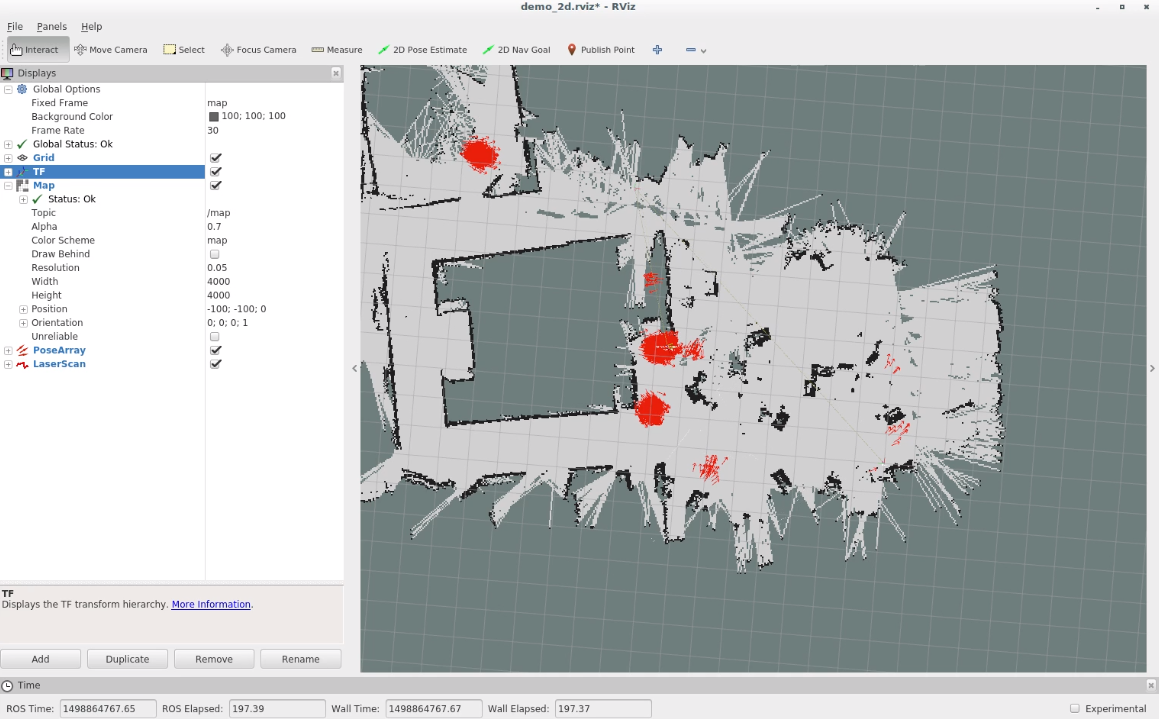 demo_2d.rviz* - RViz
File Panels Help
Interact Move Camera Select Focus Camera Measure 2D Pose Estimate 2D Nav Goal Publish Point
Displays
Global Options
Fixed Frame map
Background Color 100; 100; 100
Frame Rate 30
Global Status: Ok
Grid
TF
Map
Status: Ok
Topic /map
Alpha 0.7
Color Scheme map
Draw Behind
Resolution 0.05
Width 4000
Height 4000
Position -100; -100; 0
Orientation 0; 0; 0; 1
Unreliable
PoseArray
LaserScan
TF
Displays the TF transform hierarchy. More Information.
Add Duplicate Remove Rename
Time
ROS Time: 1498864767.65 ROS Elapsed: 197.39 Wall Time: 1498864767.67 Wall Elapsed: 197.37 Experimental